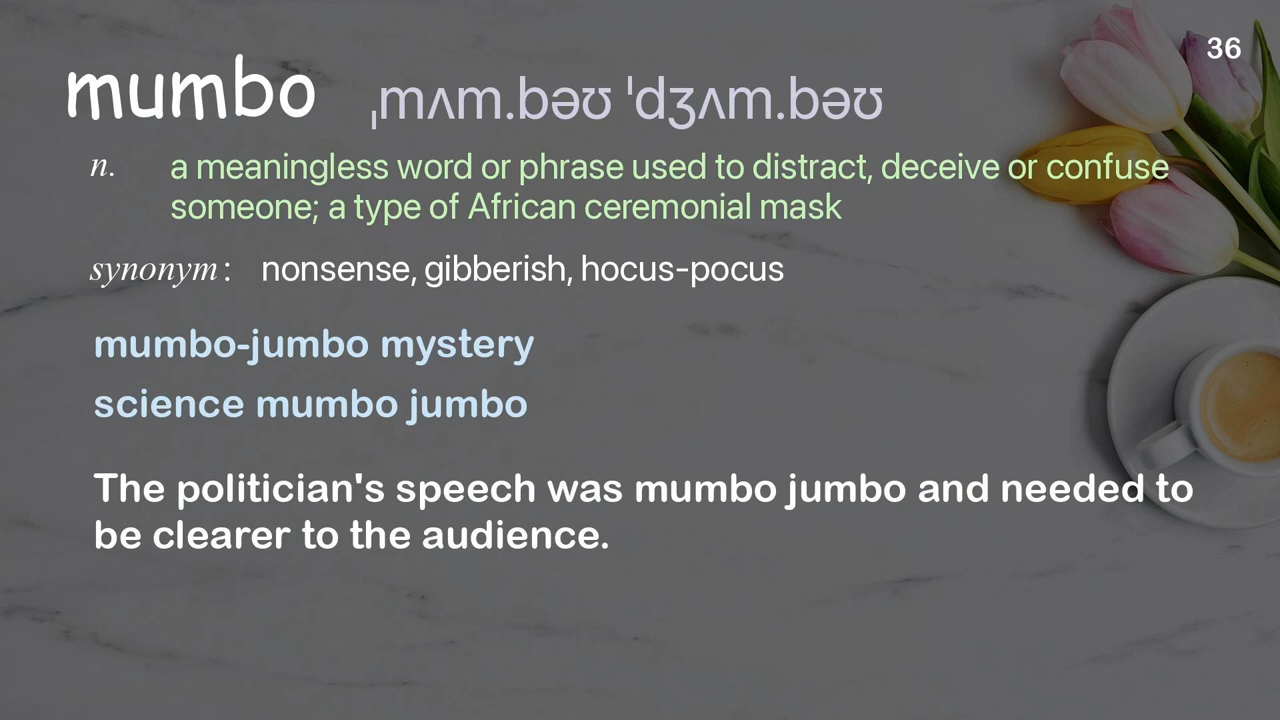 36
mumbo ˌmʌm.bəʊ ˈdʒʌm.bəʊ
n. a meaningless word or phrase used to distract, deceive or confuse
someone; a type of African ceremonial mask
synonym: nonsense, gibberish, hocus-pocus
mumbo-jumbo mystery
science mumbo jumbo
The politician's speech was mumbo jumbo and needed to
be clearer to the audience.